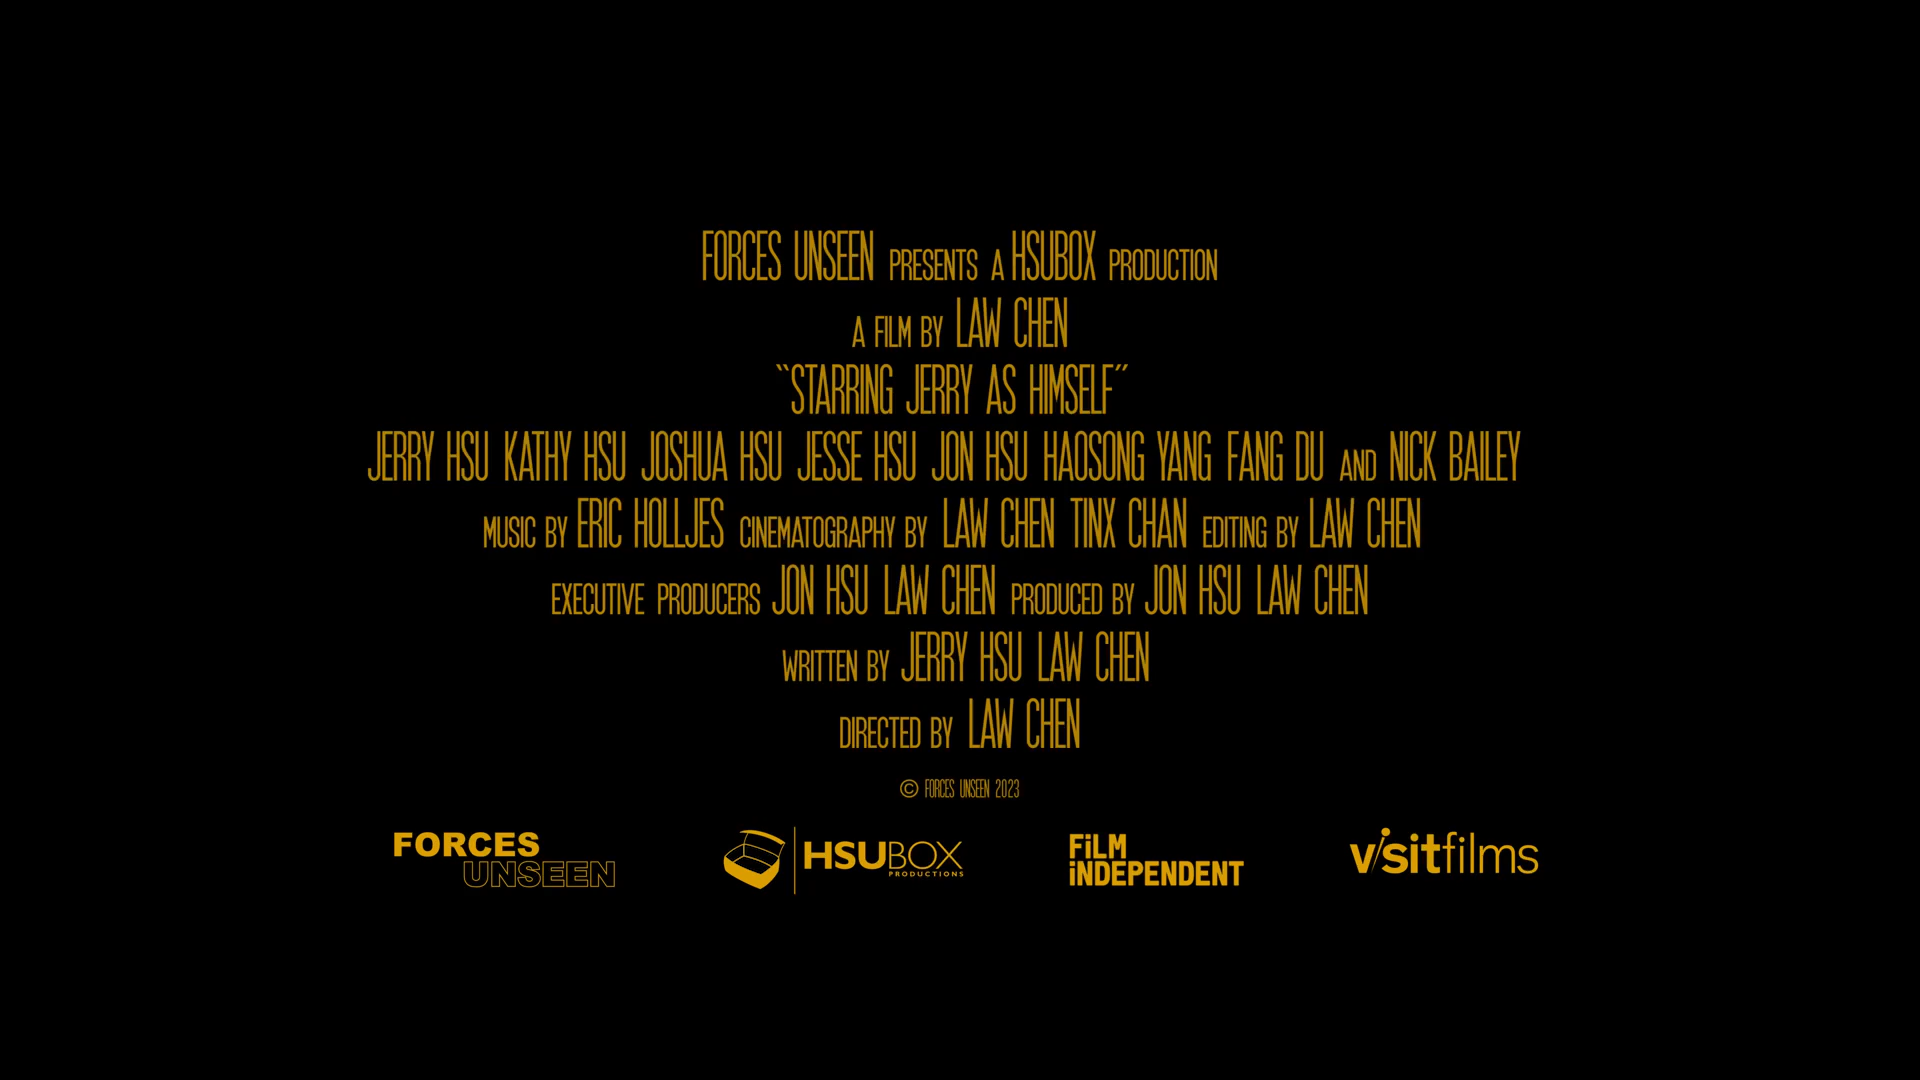 FORCES UNSEEN PRESENTS A HSUBOX PRODUCTION
A FILM BY LAW CHEN
“STARRING JERRY AS HIMSELF”
JERRY HSU KATHY HSU JOSHUA HSU JESSE HSU JON HSU HAOSONG YANG FANG DU AND NICK BAILEY
MUSIC BY ERIC HOLLJES CINEMATOGRAPHY BY LAW CHEN TINX CHAN EDITING BY LAW CHEN
EXECUTIVE PRODUCERS JON HSU LAW CHEN PRODUCED BY JON HSU LAW CHEN
WRITTEN BY JERRY HSU LAW CHEN
DIRECTED BY LAW CHEN
© FORCES UNSEEN 2023
FORCES
UNSEEN
HSUBOX
PRODUCTIONS
FiLM
iNDEPENDENT
visitfilms